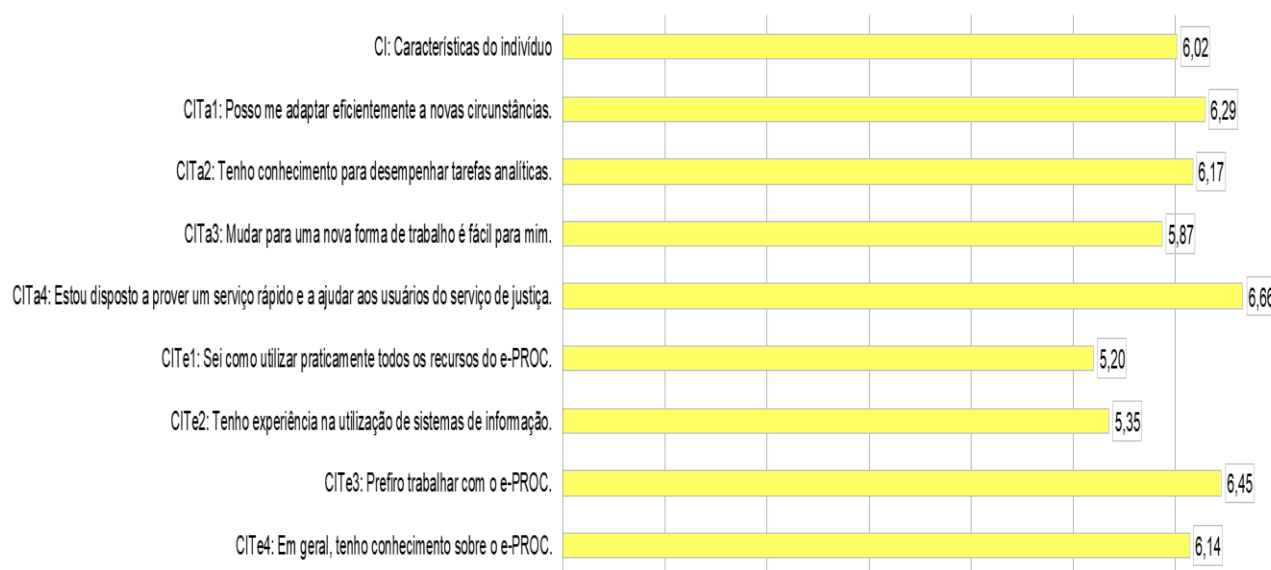 CI: Características do indivíduo
6,02
CITa1: Posso me adaptar eficientemente a novas circunstâncias.
6,29
CITa2: Tenho conhecimento para desempenhar tarefas analíticas.
6,17
CITa3: Mudar para uma nova forma de trabalho é fácil para mim.
5,87
CITa4: Estou disposto a prover um serviço rápido e a ajudar aos usuários do serviço de justiça.
6,66
CITe1: Sei como utilizar praticamente todos os recursos do e-PROC.
5,20
CITe2: Tenho experiência na utilização de sistemas de informação.
5,35
CITe3: Prefiro trabalhar com o e-PROC.
6,45
CITe4: Em geral, tenho conhecimento sobre o e-PROC.
6,14